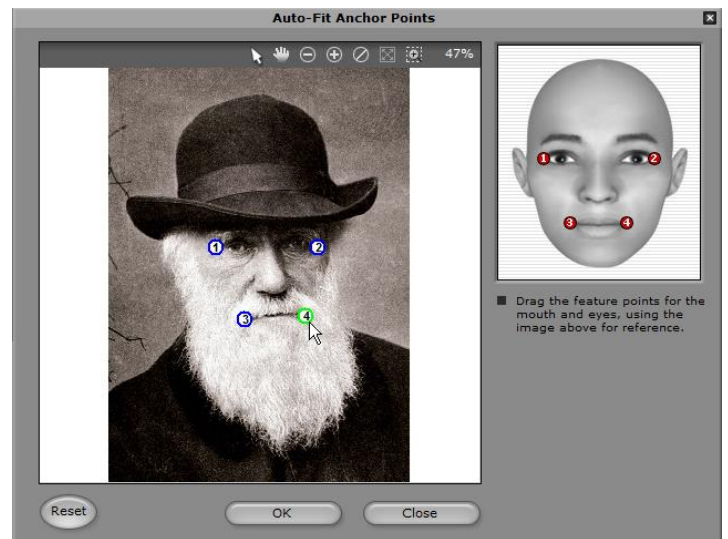 Auto-Fit Anchor Points
47%
1
2
3
4
1
2
3
4
Drag the feature points for the
mouth and eyes, using the
image above for reference.
Reset
OK
Close